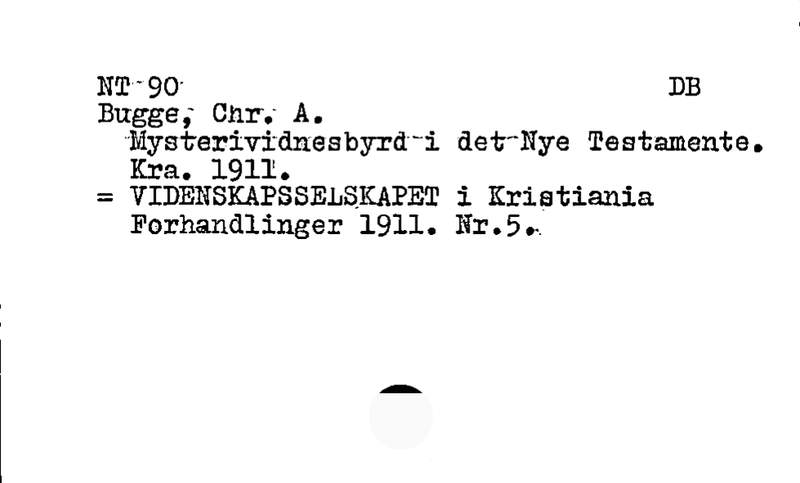 NT 90 DB
Bugge, Chr. A.
Mysterividnesbyrd i det Nye Testamente.
Kra. 1911.
= VIDENSKAPSSELSKAPET i Kristiania
Forhandlinger 1911. Nr.5.